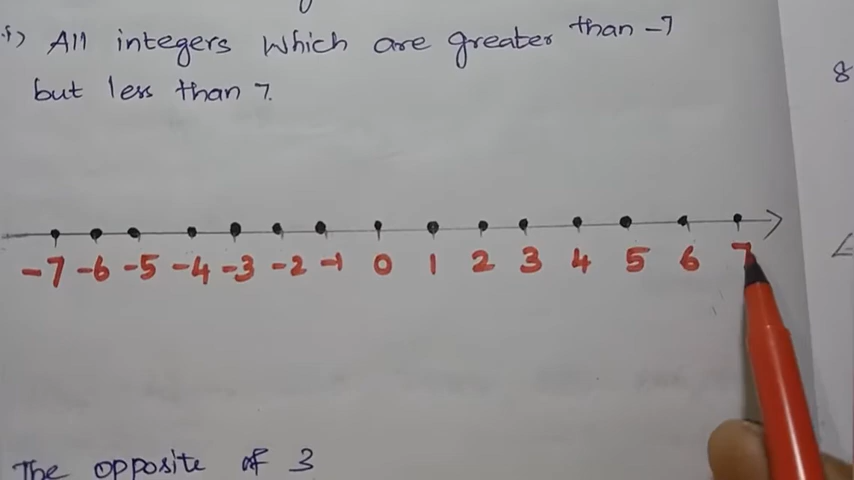 f) All integers which are greater than -7
but less than 7.
8
-7 -6 -5 -4 -3 -2 -1 0 1 2 3 4 5 6 7
The opposite of 3